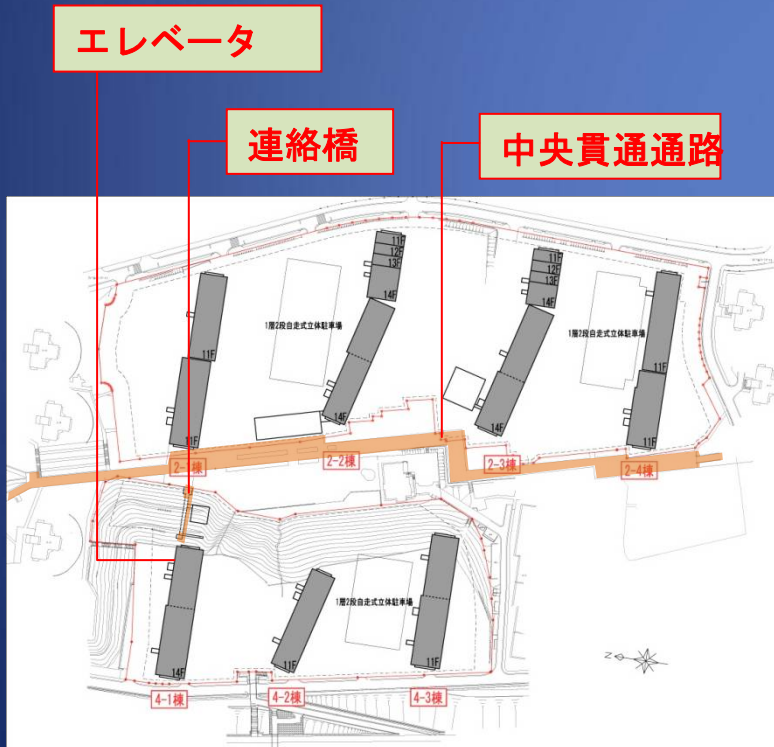 エレベータ
連絡橋
中央貫通通路
11F
12F
13F
14F
11F
12F
13F
14F
1層2段自走式立体駐車場
1層2段自走式立体駐車場
11F
11F
14F
11F
14F
11F
2-1棟
2-2棟
2-3棟
2-4棟
1層2段自走式立体駐車場
14F
11F
11F
N
4-1棟
4-2棟
4-3棟